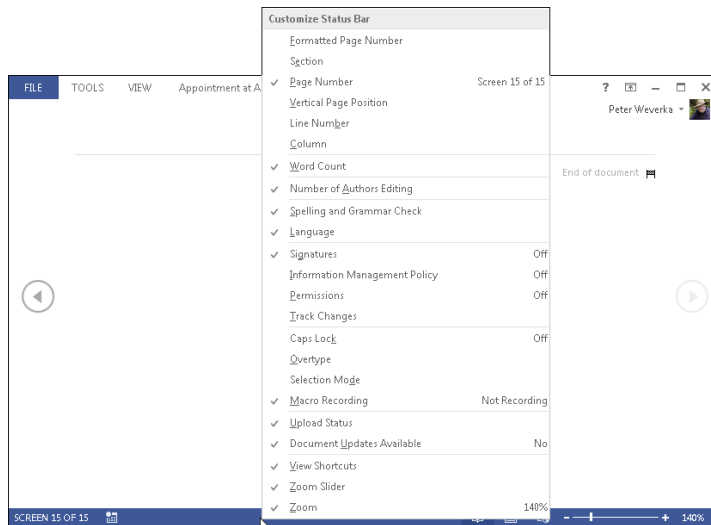 Customize Status Bar
Formatted Page Number
Section
FILE TOOLS VIEW Appointment at A
Page Number Screen 15 of 15
?
Vertical Page Position
Peter Weverka
Line Number
Column
Word Count
End of document
Number of Authors Editing
Spelling and Grammar Check
Language
Signatures Off
Information Management Policy Off
Permissions Off
Track Changes
Caps Lock Off
Overtype
Selection Mode
Macro Recording Not Recording
Upload Status
Document Updates Available No
View Shortcuts
Zoom Slider
Zoom 140%
SCREEN 15 OF 15
140%